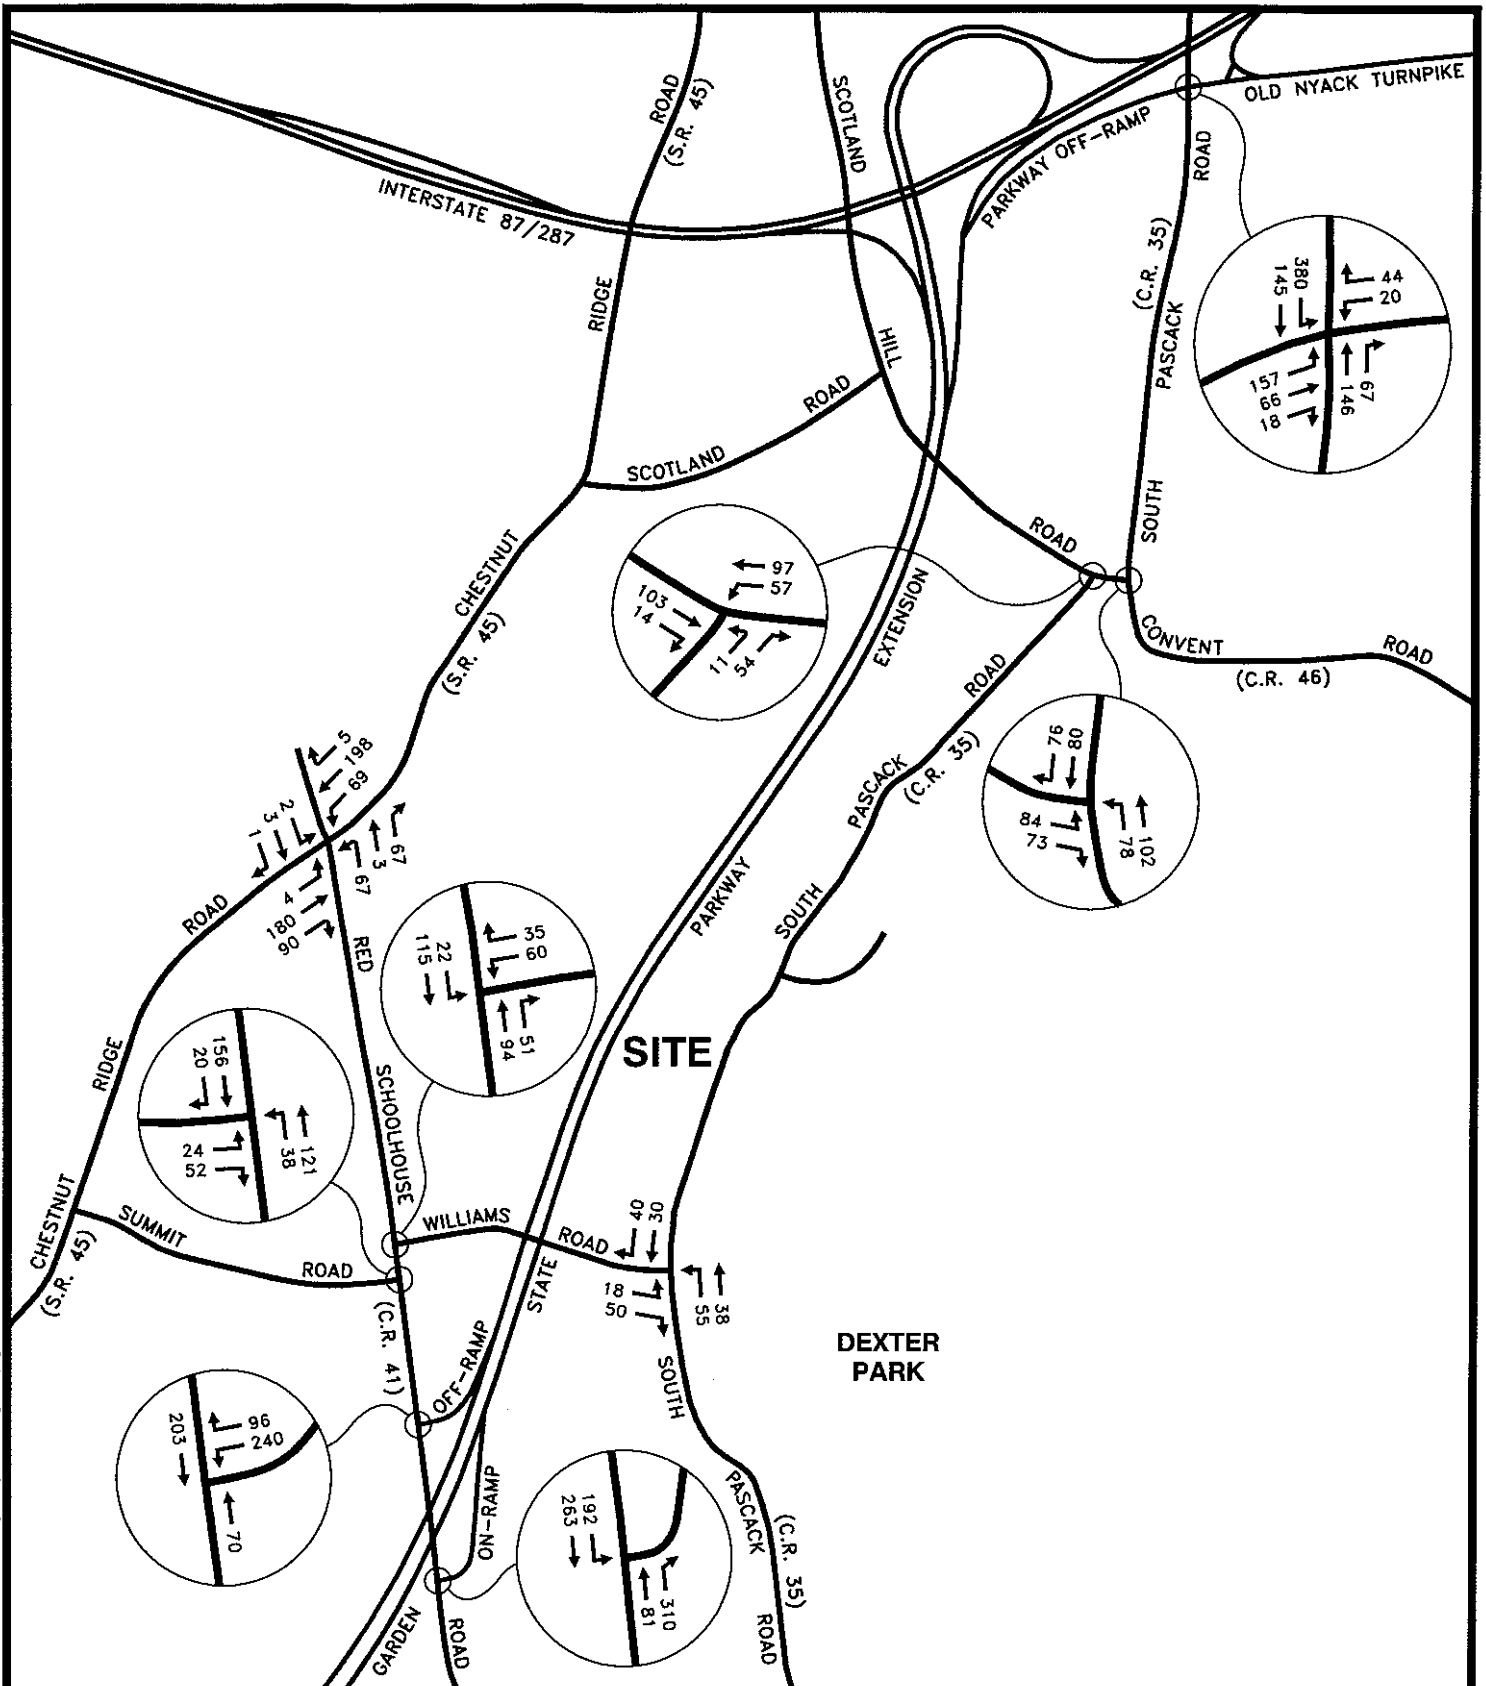 ROAD
(S.R. 45)
SCOTLAND
OLD NYACK TURNPIKE
PARKWAY OFF-RAMP
ROAD
INTERSTATE 87/287
(C.R. 35)
RIDGE
HILL
PASCACK
380
145
44
20
157
66
18
146
67
ROAD
SCOTLAND
SOUTH
ROAD
CHESTNUT
(S.R. 45)
97
57
103
14
11
54
EXTENSION
ROAD
CONVENT
ROAD
(C.R. 46)
PASCACK
(C.R. 35)
76
80
84
73
78
102
5
198
69
2
3
1
67
3
67
4
180
90
ROAD
RED
PARKWAY
SOUTH
22
115
35
60
94
51
SITE
RIDGE
156
20
24
52
38
121
SCHOOLHOUSE
CHESTNUT
(S.R. 45)
SUMMIT
ROAD
WILLIAMS
ROAD
40
30
18
50
55
38
STATE
(C.R. 41)
OFF-RAMP
DEXTER
PARK
SOUTH
203
96
240
70
ON-RAMP
192
263
81
310
PASCACK
(C.R. 35)
GARDEN
ROAD
ROAD